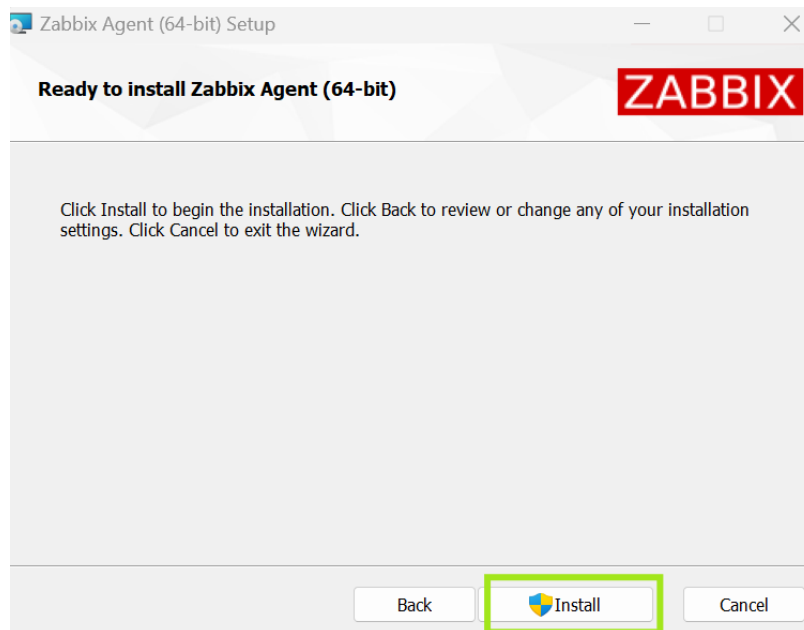 Zabbix Agent (64-bit) Setup
Ready to install Zabbix Agent (64-bit)
ZABBIX
Click Install to begin the installation. Click Back to review or change any of your installation
settings. Click Cancel to exit the wizard.
Back
Install
Cancel